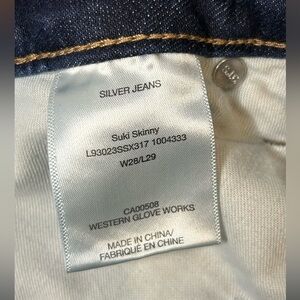 SILVER JEANS
Suki Skinny
L93023SSX317 1004333
W28/L29
CA00508
WESTERN GLOVE WORKS
MADE IN CHINA/
FABRIQUÉ EN CHINE